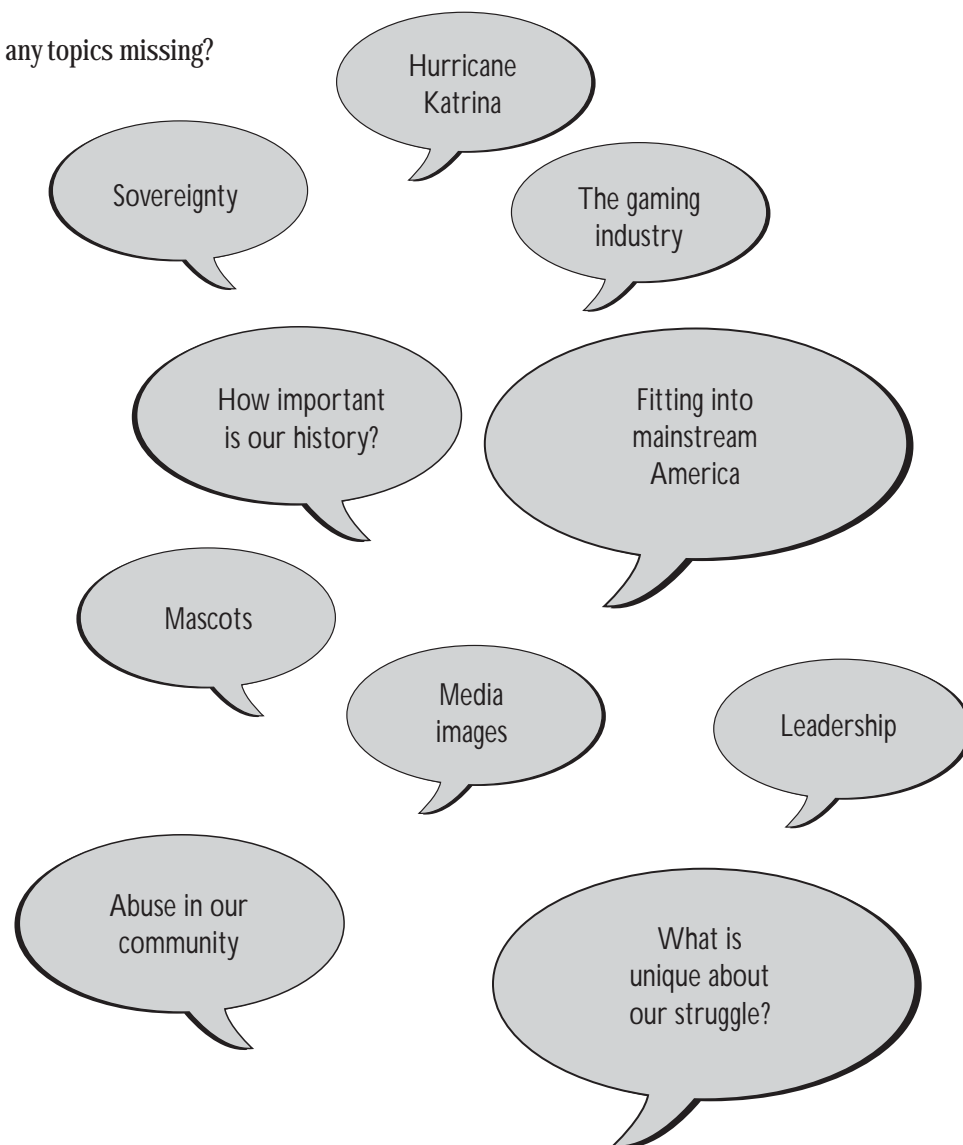 any topics missing?
Hurricane
Katrina
Sovereignty
The gaming
industry
How important
is our history?
Fitting into
mainstream
America
Mascots
Media
images
Leadership
Abuse in our
community
What is
unique about
our struggle?